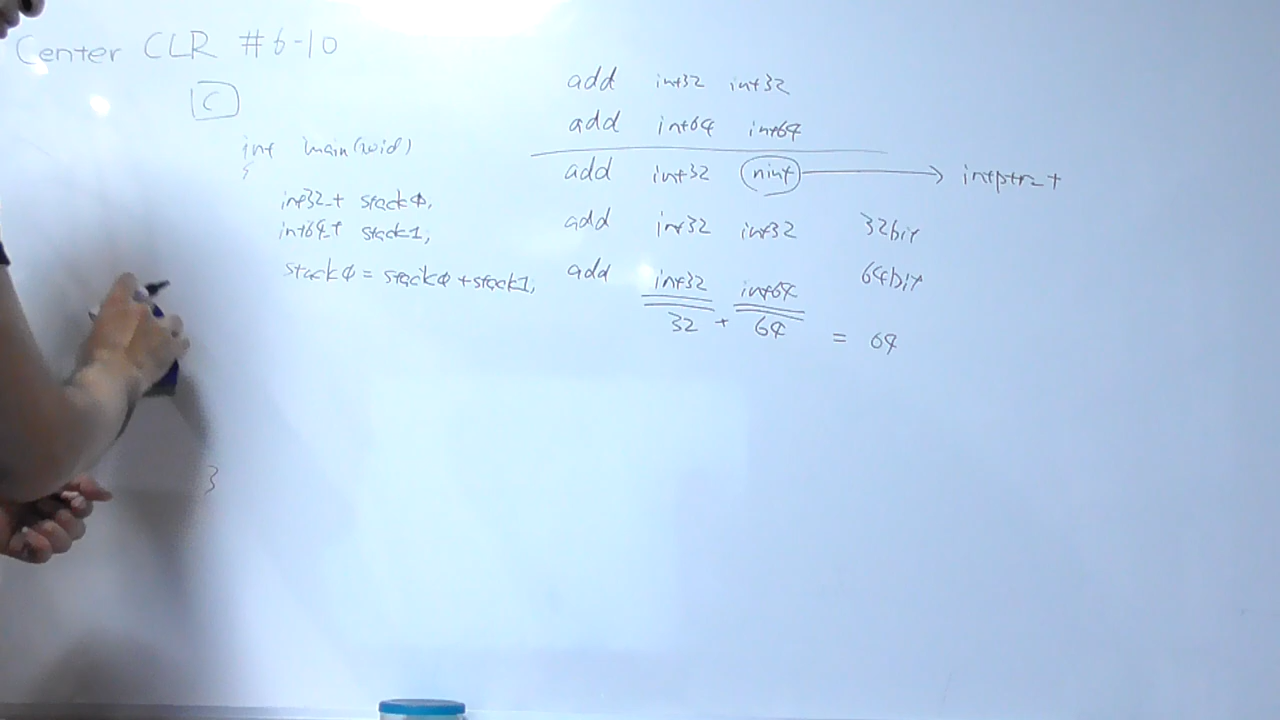 Center CLR #6-10
C
int main(void)
{
int32_t stack0;
int64_t stack1;
stack0 = stack0 + stack1;
}
add int32 int32
add int64 int64
add int32 nint → intptr_t
add int32 int32 32bit
add int32 int64 64bit
32 + 64 = 64